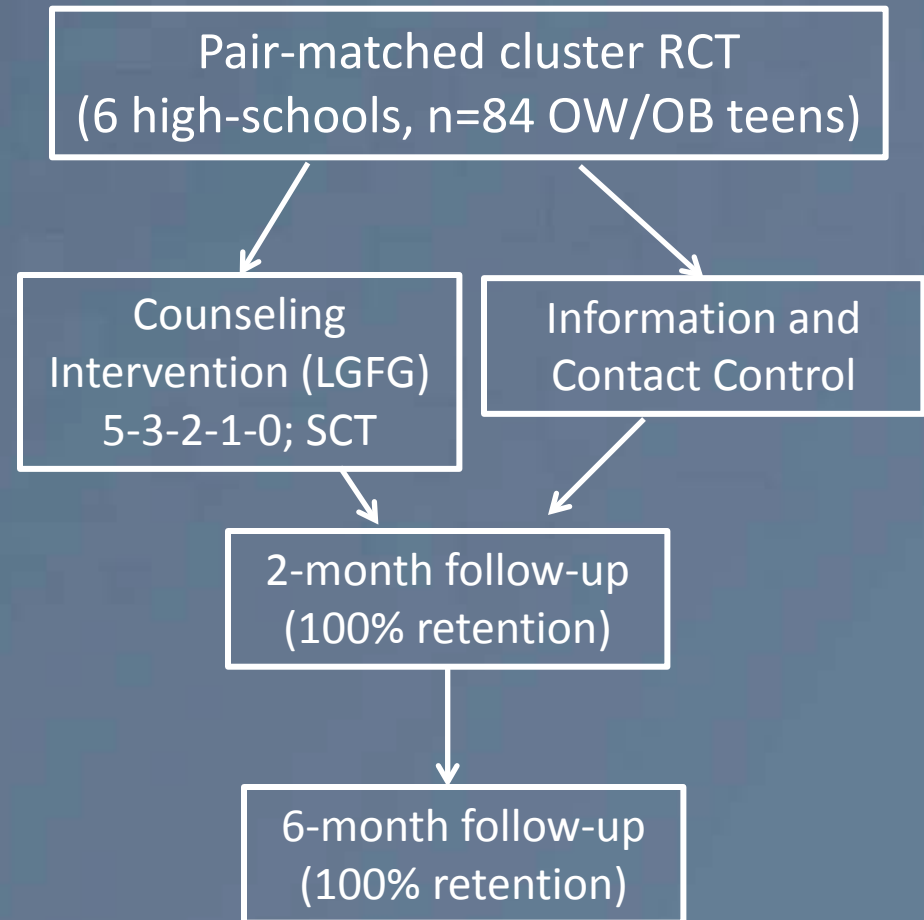 Pair-matched cluster RCT
(6 high-schools, n=84 OW/OB teens)
Counseling
Intervention (LGFG)
5-3-2-1-0; SCT
Information and
Contact Control
2-month follow-up
(100% retention)
6-month follow-up
(100% retention)